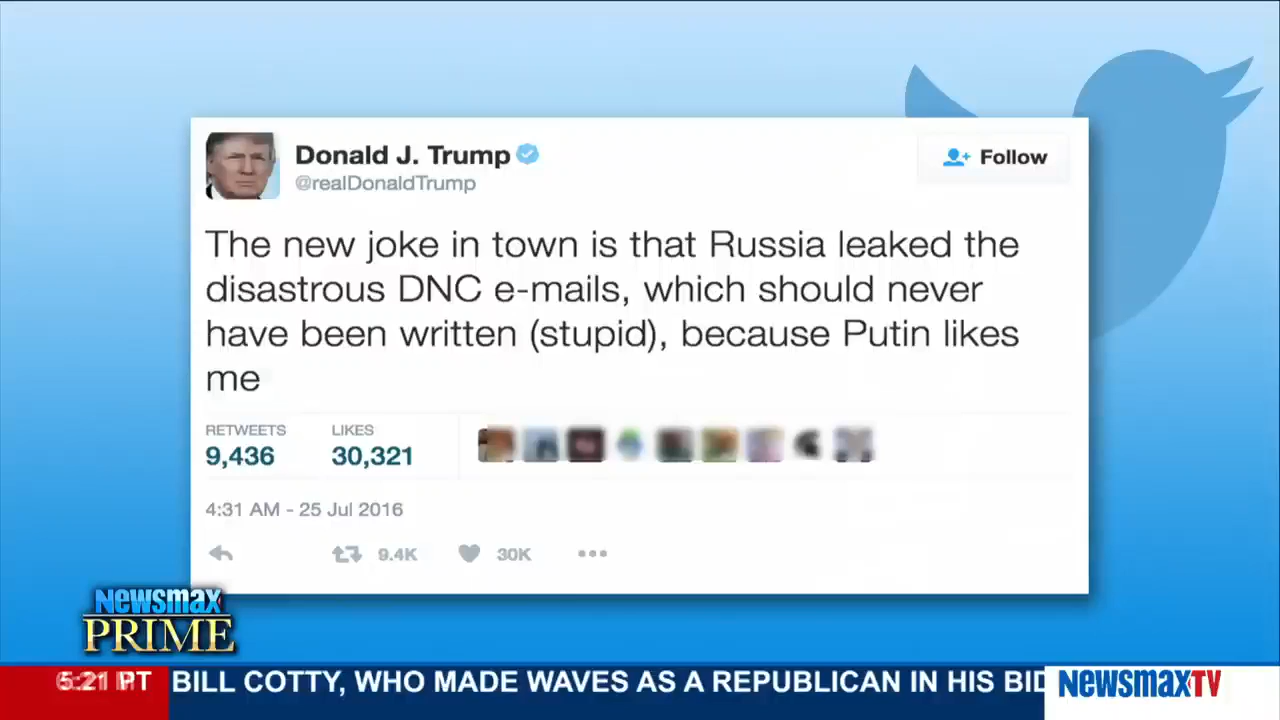 Donald J. Trump
@realDonaldTrump
Follow
The new joke in town is that Russia leaked the
disastrous DNC e-mails, which should never
have been written (stupid), because Putin likes
me
RETWEETS
9,436
LIKES
30,321
4:31 AM - 25 Jul 2016
9.4K
30K
Newsmax
PRIME
PT
BILL COTTY, WHO MADE WAVES AS A REPUBLICAN IN HIS BID
NewsmaxTV